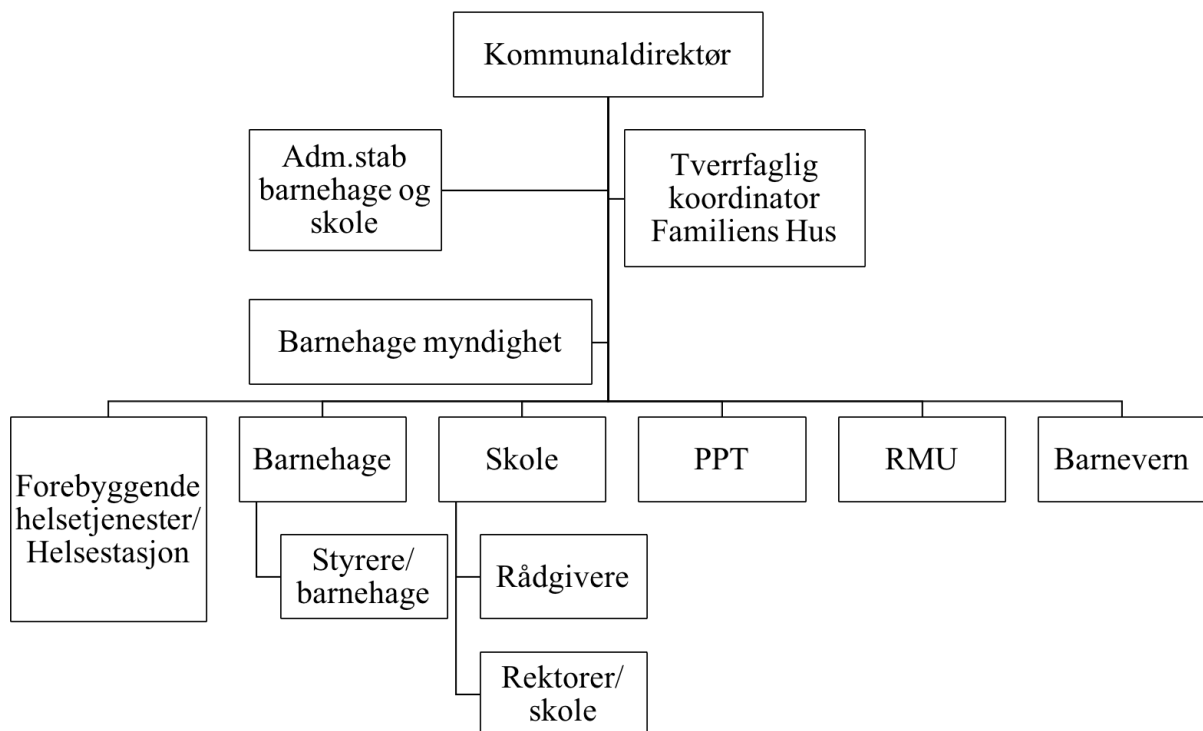 Kommunaldirektør
Adm.stab
barnehage og
skole
Tverrfaglig
koordinator
Familiens Hus
Barnehage myndighet
Forebyggende
helsetjenester/
Helsestasjon
Barnehage
Skole
PPT
RMU
Barnevern
Styrere/
barnehage
Rådgivere
Rektorer/
skole